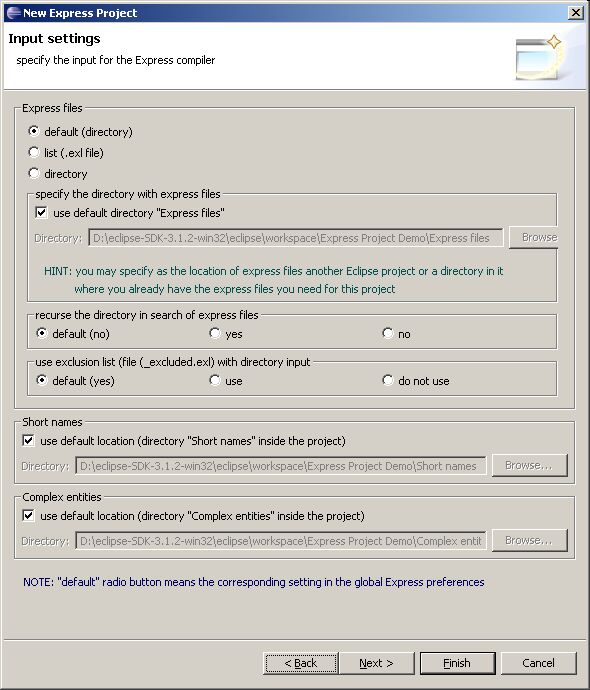 New Express Project
Input settings
specify the input for the Express compiler
Express files
default (directory)
list (.exl file)
directory
specify the directory with express files
use default directory "Express files"
Directory: D:\eclipse-SDK-3.1.2-win32\eclipse\workspace\Express Project Demo\Express files Browse
HINT: you may specify as the location of express files another Eclipse project or a directory in it
where you already have the express files you need for this project
recurse the directory in search of express files
default (no) yes no
use exclusion list (file (_excluded.exl) with directory input
default (yes) use do not use
Short names
use default location (directory "Short names" inside the project)
Directory: D:\eclipse-SDK-3.1.2-win32\eclipse\workspace\Express Project Demo\Short names Browse...
Complex entities
use default location (directory "Complex entities" inside the project)
Directory: D:\eclipse-SDK-3.1.2-win32\eclipse\workspace\Express Project Demo\Complex entit Browse...
NOTE: "default" radio button means the corresponding setting in the global Express preferences
< Back Next > Finish Cancel